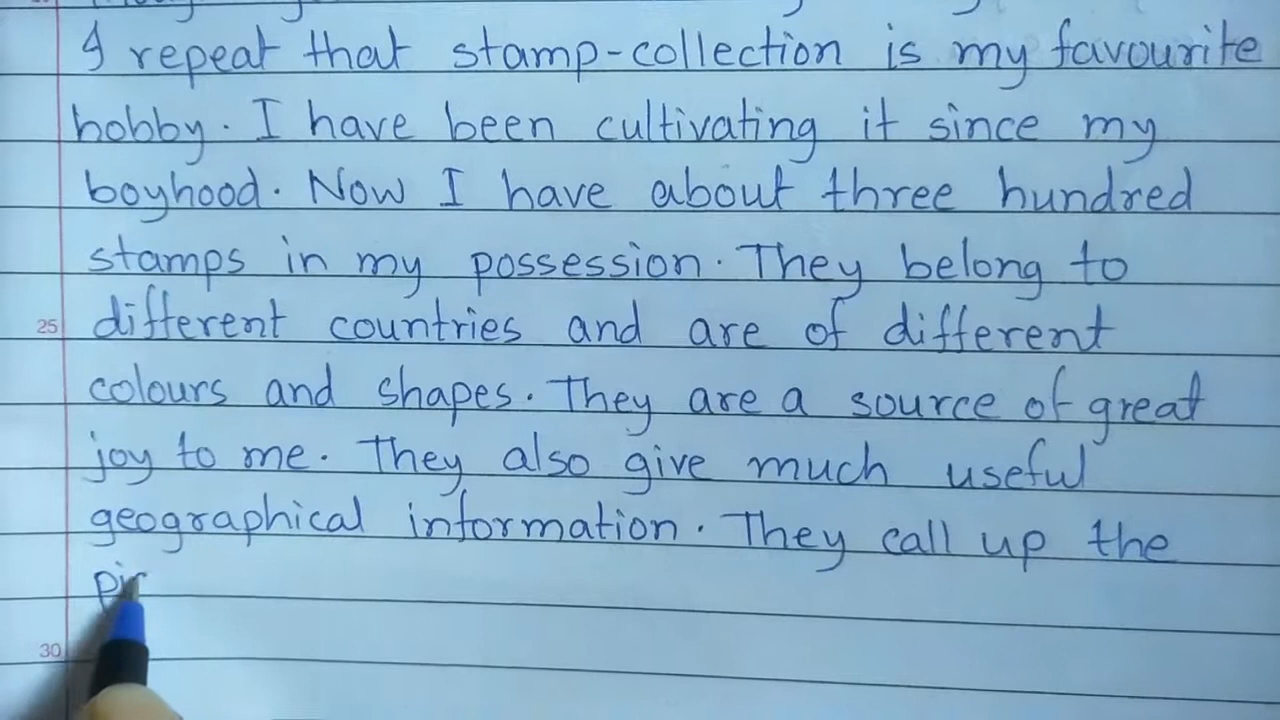 I repeat that stamp-collection is my favourite
hobby. I have been cultivating it since my
boyhood. Now I have about three hundred
stamps in my possession. They belong to
25 different countries and are of different
colours and shapes. They are a source of great
joy to me. They also give much useful
geographical information. They call up the
30